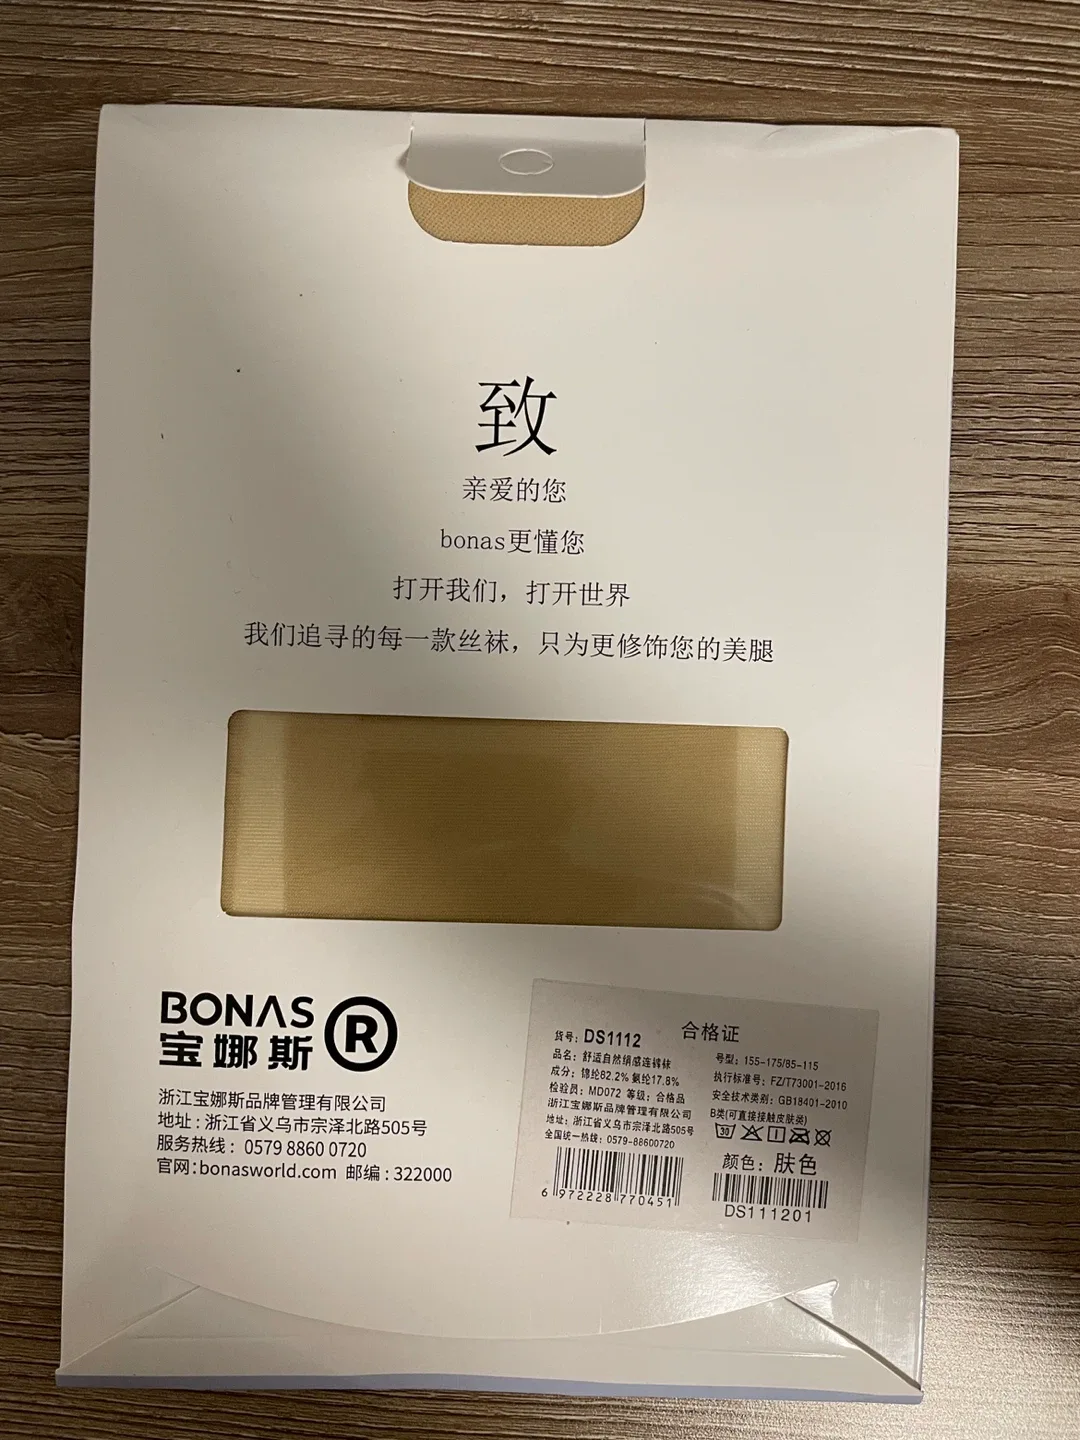 致
亲爱的您
bonas更懂您
打开我们，打开世界
我们追寻的每一款丝袜，只为更修饰您的美腿
BONAS
宝娜斯 ®
浙江宝娜斯品牌管理有限公司
地址：浙江省义乌市宗泽北路505号
服务热线：0579 8860 0720
官网：bonasworld.com 邮编：322000
合格证
货号：DS1112
品名：舒适自然绢感连裤袜
成分：锦纶82.2% 氨纶17.8%
检验员：MD072 等级：合格品
浙江宝娜斯品牌管理有限公司
地址：浙江省义乌市宗泽北路505号
全国统一热线：0579-88600720
6 972228 770451
号型：155-175/85-115
执行标准号：FZ/T73001-2016
安全技术类别：GB18401-2010
B类(可直接接触皮肤类)
30
颜色：肤色
DS111201